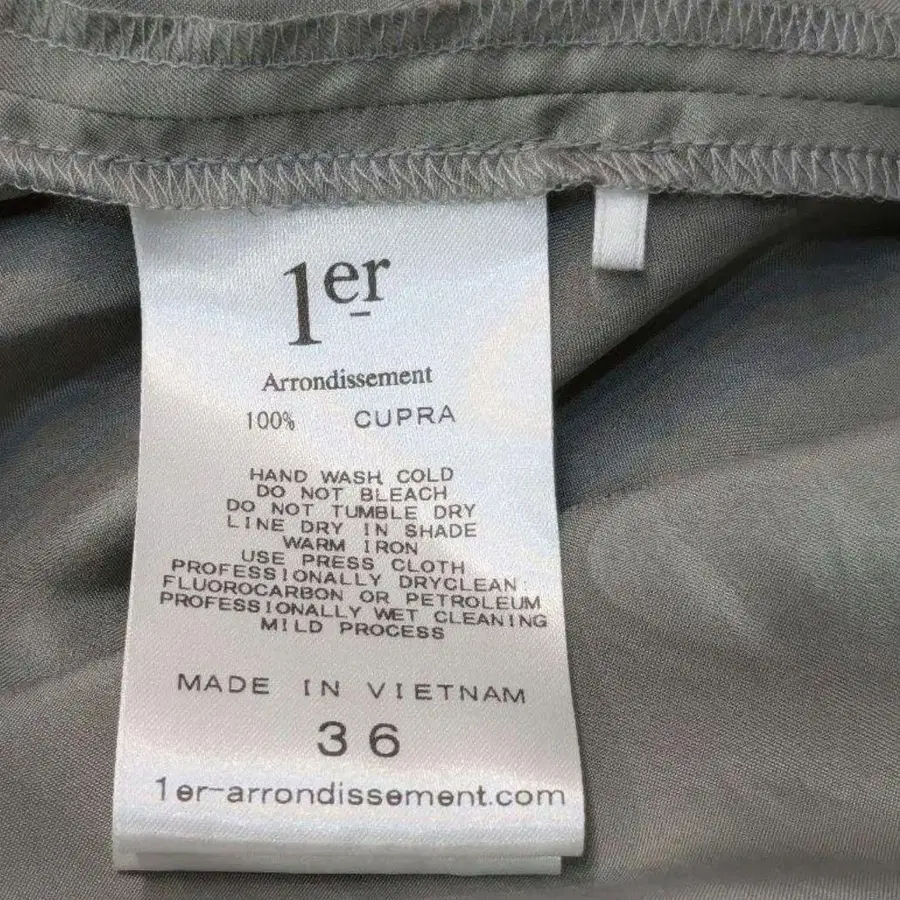 1er
Arrondissement
100% CUPRA
HAND WASH COLD
DO NOT BLEACH
DO NOT TUMBLE DRY
LINE DRY IN SHADE
WARM IRON
USE PRESS CLOTH
PROFESSIONALLY DRYCLEAN
FLUOROCARBON OR PETROLEUM
PROFESSIONALLY WET CLEANING
MILD PROCESS
MADE IN VIETNAM
36
1er-arrondissement.com